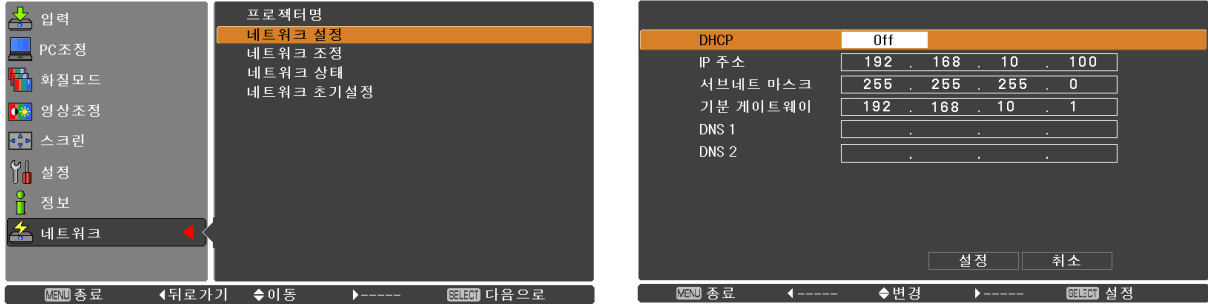 입력
PC조정
화질모드
영상조정
스크린
설정
정보
네트워크
프로젝터명
네트워크 설정
네트워크 조정
네트워크 상태
네트워크 초기설정
MENU 종료 뒤로가기 이동 ----- SELECT 다음으로
DHCP Off
IP 주소 192 . 168 . 10 . 100
서브네트 마스크 255 . 255 . 255 . 0
기분 게이트웨이 192 . 168 . 10 . 1
DNS 1 . . .
DNS 2 . . .
설정 취소
MENU 종료 ----- 변경 ----- SELECT 설정